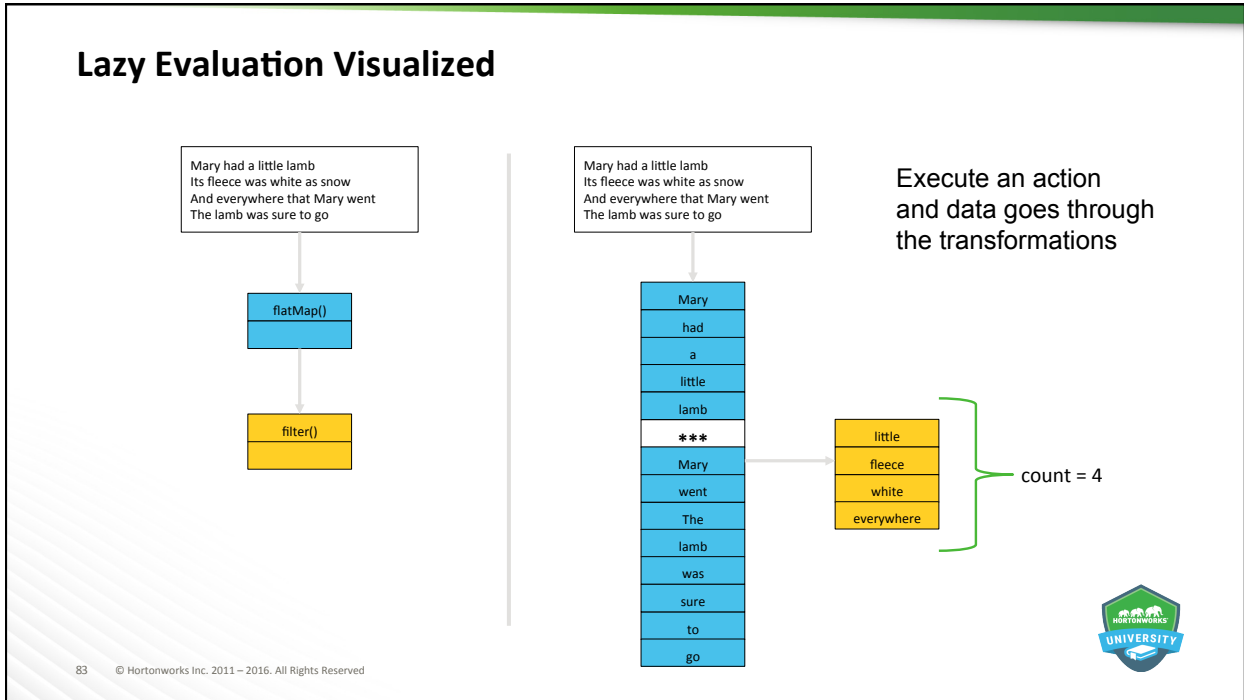 Lazy Evaluation Visualized
Mary had a little lamb
Its fleece was white as snow
And everywhere that Mary went
The lamb was sure to go
flatMap()
filter()
Mary had a little lamb
Its fleece was white as snow
And everywhere that Mary went
The lamb was sure to go
Mary
had
a
little
lamb
***
Mary
went
The
lamb
was
sure
to
go
little
fleece
white
everywhere
count = 4
Execute an action
and data goes through
the transformations
HORTONWORKS
UNIVERSITY
83 © Hortonworks Inc. 2011 – 2016. All Rights Reserved